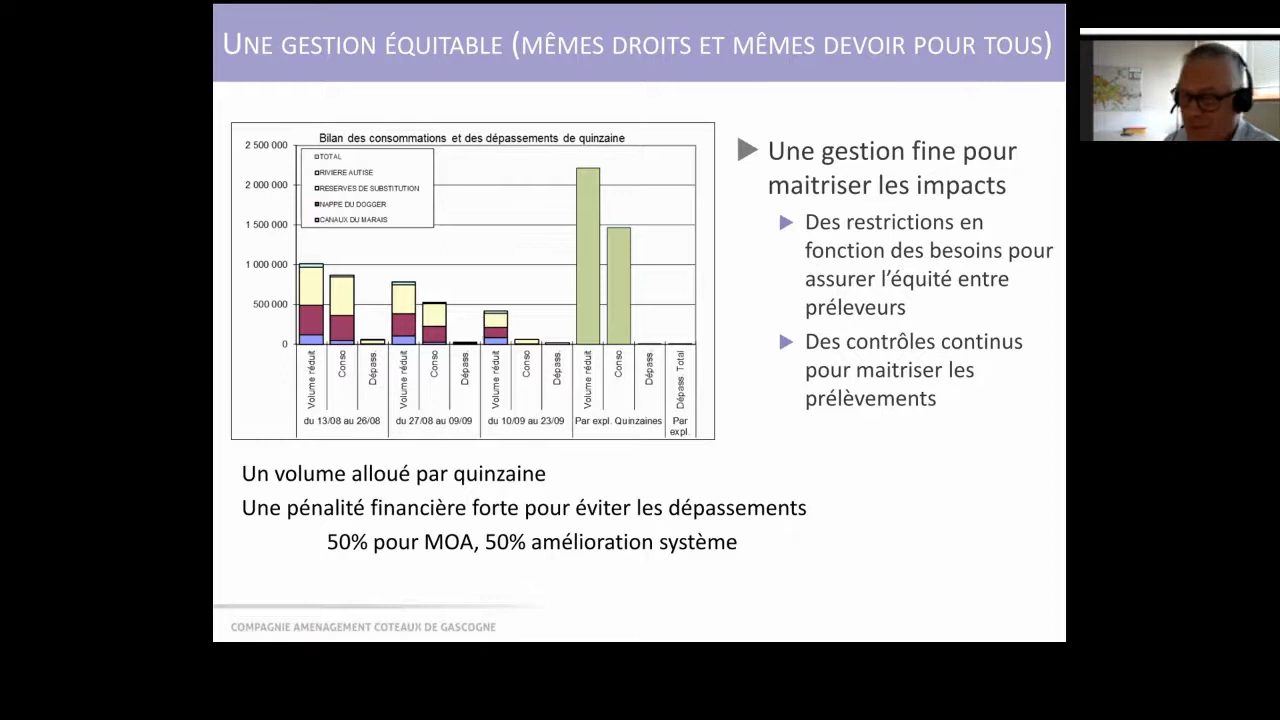 UNE GESTION ÉQUITABLE (MÊMES DROITS ET MÊMES DEVOIR POUR TOUS)
Bilan des consommations et des dépassements de quinzaine
2 500 000
2 000 000
1 500 000
1 000 000
500 000
0
TOTAL
RIVIERE AUTISE
RESERVES DE SUBSTITUTION
NAPPE DU DOGGER
CANAUX DU MARAIS
Volume réduit
Conso
Dépass.
Volume réduit
Conso
Dépass.
Volume réduit
Conso
Dépass.
Volume réduit
Conso
Dépass.
Dépass. Total
du 13/08 au 26/08
du 27/08 au 09/09
du 10/09 au 23/09
Par expl. Quinzaines
Par
expl.
Une gestion fine pour
maitriser les impacts
Des restrictions en
fonction des besoins pour
assurer l'équité entre
préleveurs
Des contrôles continus
pour maitriser les
prélèvements
Un volume alloué par quinzaine
Une pénalité financière forte pour éviter les dépassements
50% pour MOA, 50% amélioration système
COMPAGNIE AMENAGEMENT COTEAUX DE GASCOGNE